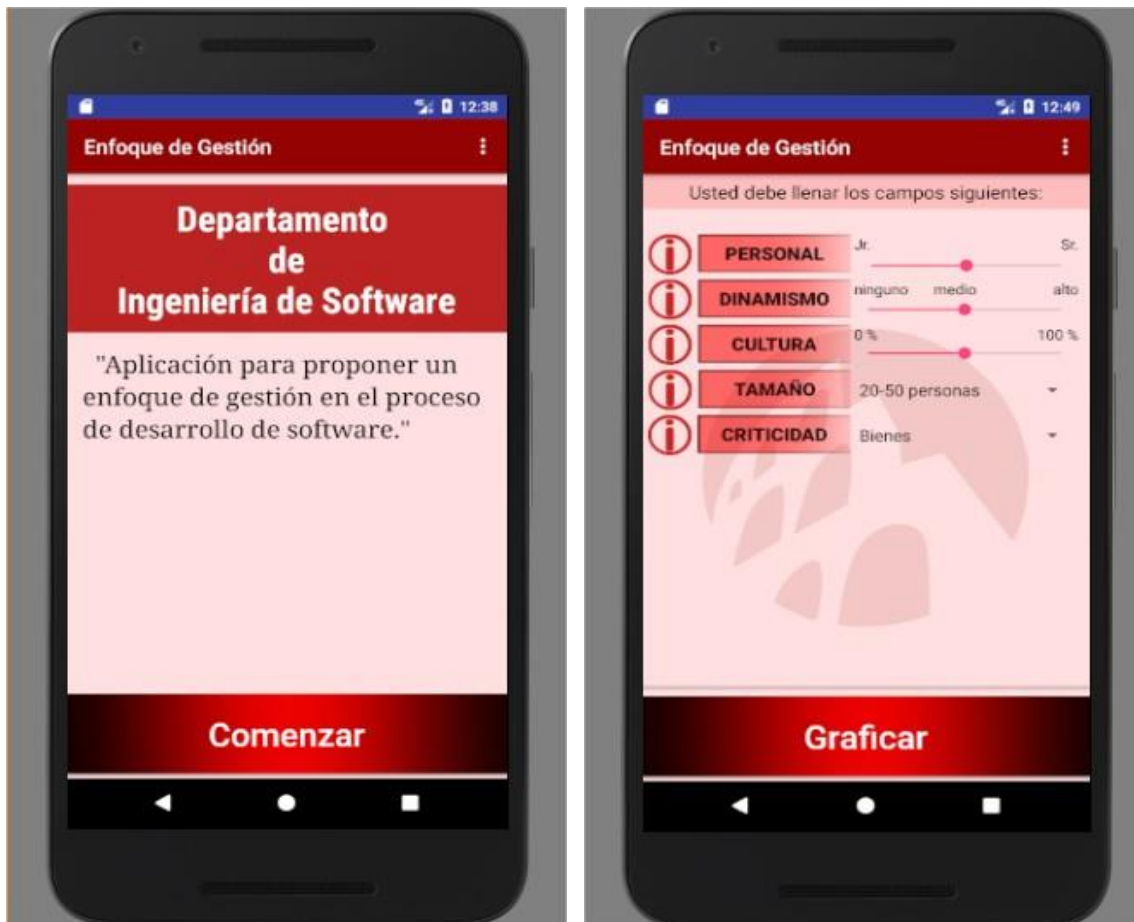 12:38
Enfoque de Gestión
Departamento
de
Ingeniería de Software
"Aplicación para proponer un
enfoque de gestión en el proceso
de desarrollo de software."
Comenzar
12:49
Enfoque de Gestión
Usted debe llenar los campos siguientes:
PERSONAL Jr. Sr.
DINAMISMO ninguno medio alto
CULTURA 0 % 100 %
TAMAÑO 20-50 personas
CRITICIDAD Bienes
Graficar